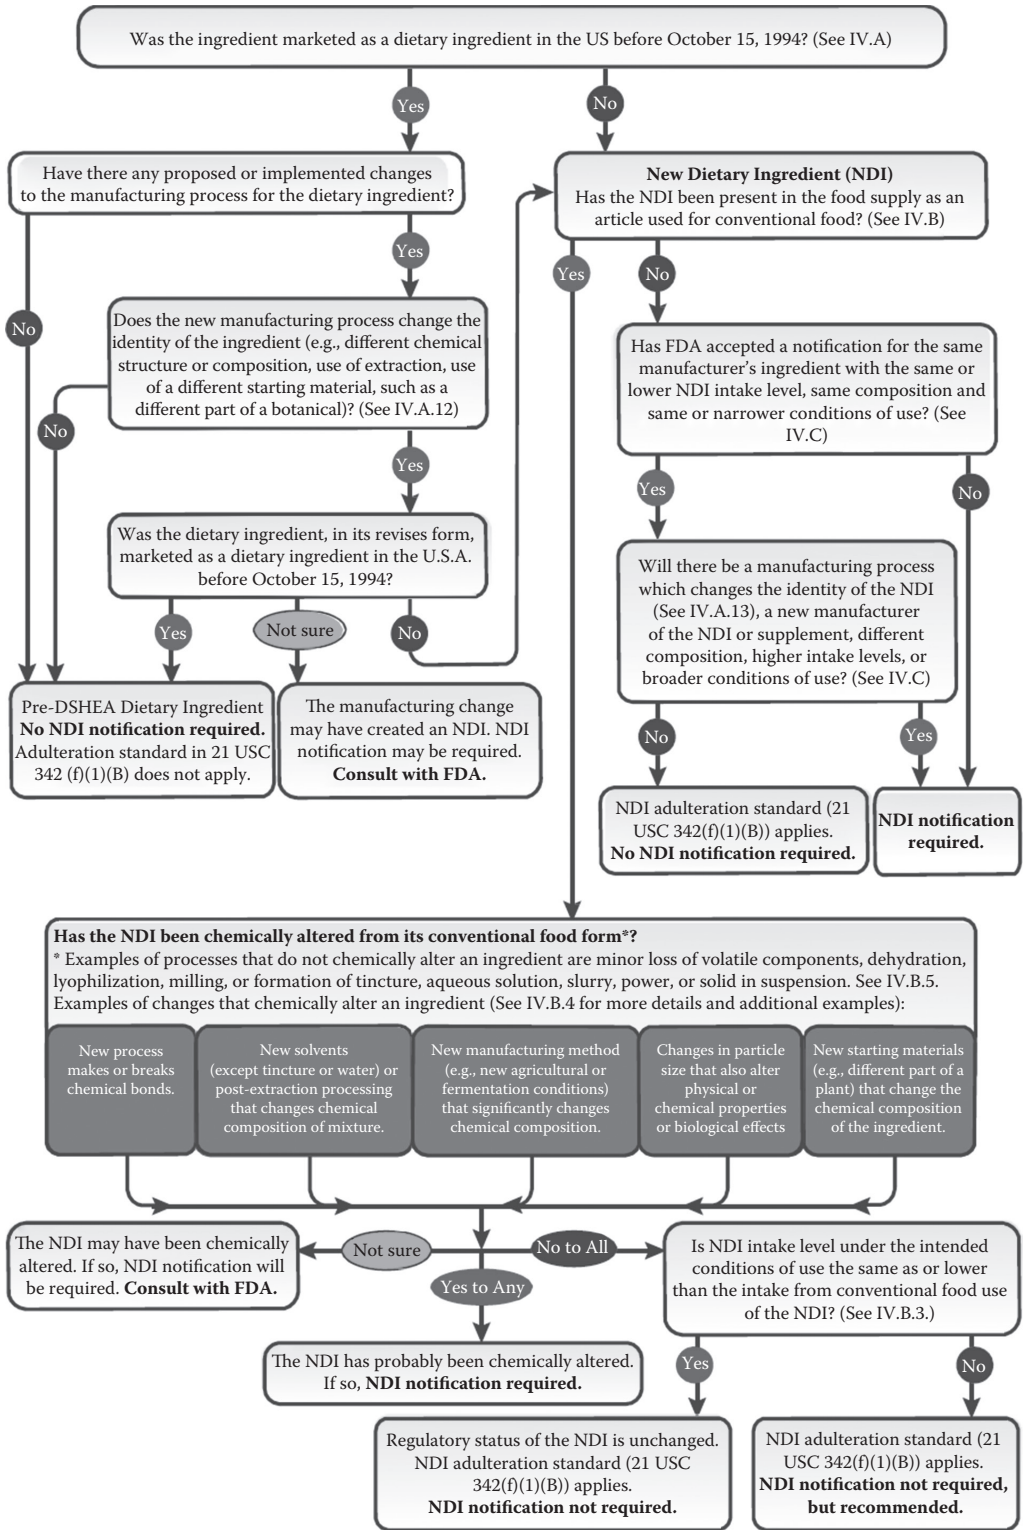 Was the ingredient marketed as a dietary ingredient in the US before October 15, 1994? (See IV.A)
Yes
No
Have there any proposed or implemented changes
to the manufacturing process for the dietary ingredient?
New Dietary Ingredient (NDI)
Has the NDI been present in the food supply as an
article used for conventional food? (See IV.B)
Yes
Yes
No
No
Does the new manufacturing process change the
identity of the ingredient (e.g., different chemical
structure or composition, use of extraction, use
of a different starting material, such as a
different part of a botanical)? (See IV.A.12)
Has FDA accepted a notification for the same
manufacturer's ingredient with the same or
lower NDI intake level, same composition and
same or narrower conditions of use? (See
IV.C)
No
Yes
Yes
No
Was the dietary ingredient, in its revises form,
marketed as a dietary ingredient in the U.S.A.
before October 15, 1994?
Will there be a manufacturing process
which changes the identity of the NDI
(See IV.A.13), a new manufacturer
of the NDI or supplement, different
composition, higher intake levels, or
broader conditions of use? (See IV.C)
Yes
Not sure
No
Pre-DSHEA Dietary Ingredient
No NDI notification required.
Adulteration standard in 21 USC
342 (f)(1)(B) does not apply.
The manufacturing change
may have created an NDI. NDI
notification may be required.
Consult with FDA.
No
Yes
NDI adulteration standard (21
USC 342(f)(1)(B)) applies.
No NDI notification required.
NDI notification
required.
Has the NDI been chemically altered from its conventional food form*?
* Examples of processes that do not chemically alter an ingredient are minor loss of volatile components, dehydration,
lyophilization, milling, or formation of tincture, aqueous solution, slurry, power, or solid in suspension. See IV.B.5.
Examples of changes that chemically alter an ingredient (See IV.B.4 for more details and additional examples):
New process
makes or breaks
chemical bonds.
New solvents
(except tincture or water) or
post-extraction processing
that changes chemical
composition of mixture.
New manufacturing method
(e.g., new agricultural or
fermentation conditions)
that significantly changes
chemical composition.
Changes in particle
size that also alter
physical or
chemical properties
or biological effects
New starting materials
(e.g., different part of a
plant) that change the
chemical composition
of the ingredient.
The NDI may have been chemically
altered. If so, NDI notification will
be required. Consult with FDA.
Not sure
No to All
Yes to Any
Is NDI intake level under the intended
conditions of use the same as or lower
than the intake from conventional food use
of the NDI? (See IV.B.3.)
The NDI has probably been chemically altered.
If so, NDI notification required.
Yes
No
Regulatory status of the NDI is unchanged.
NDI adulteration standard (21 USC
342(f)(1)(B)) applies.
NDI notification not required.
NDI adulteration standard (21
USC 342(f)(1)(B)) applies.
NDI notification not required,
but recommended.